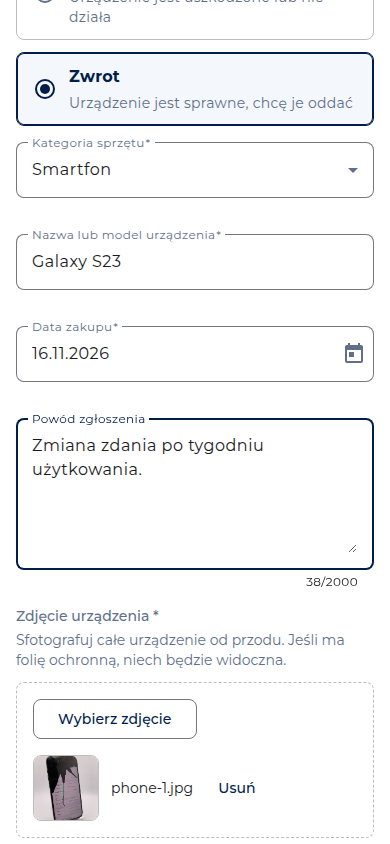 Urządzenie jest uszkodzone lub nie
działa
Zwrot
Urządzenie jest sprawne, chcę je oddać
Kategoria sprzętu*
Smartfon
Nazwa lub model urządzenia*
Galaxy S23
Data zakupu*
16.11.2026
Powód zgłoszenia
Zmiana zdania po tygodniu
użytkowania.
38/2000
Zdjęcie urządzenia *
Sfotografuj całe urządzenie od przodu. Jeśli ma
folię ochronną, niech będzie widoczna.
Wybierz zdjęcie
phone-1.jpg
Usuń